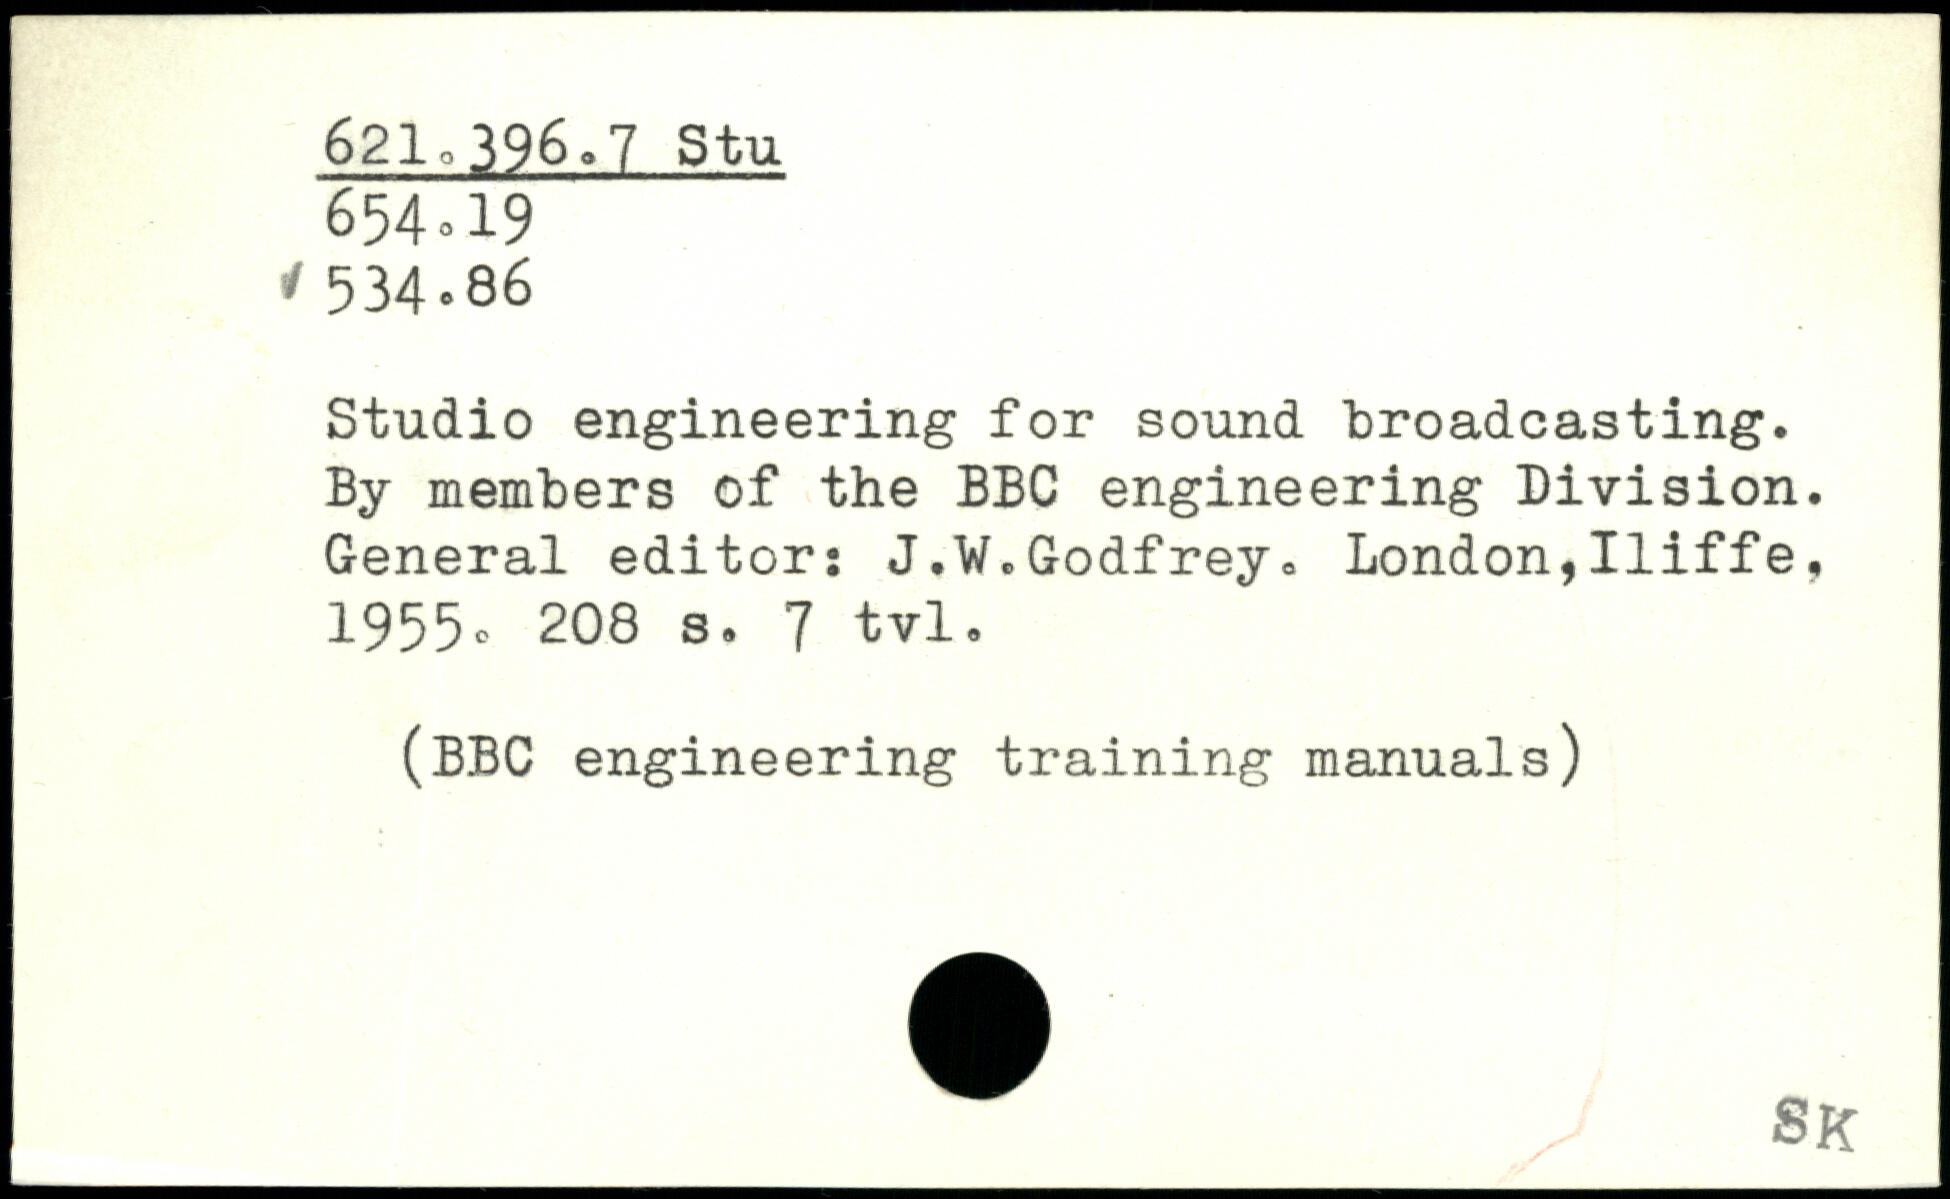 621.396.7 Stu
654.19
534.86
Studio engineering for sound broadcasting.
By members of the BBC engineering Division.
General editor: J.W.Godfrey. London,Iliffe,
1955. 208 s. 7 tvl.
(BBC engineering training manuals)
SK